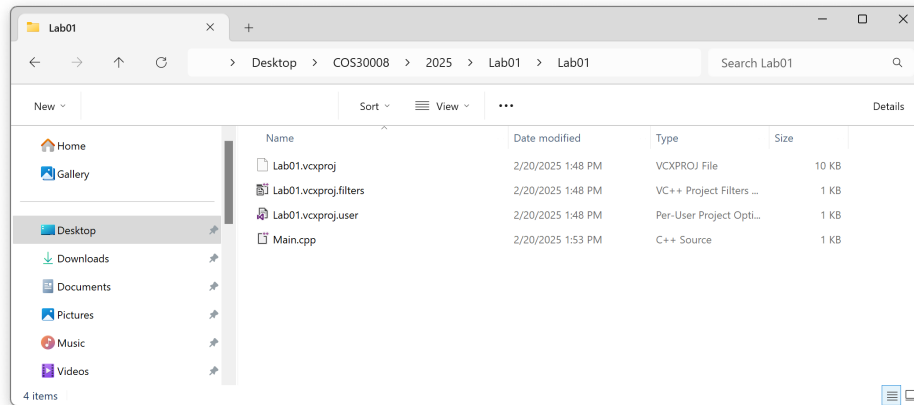 Lab01
> Desktop > COS30008 > 2025 > Lab01 > Lab01 Search Lab01
New Sort View ••• Details
Name Date modified Type Size
Home
Gallery
Lab01.vcxproj 2/20/2025 1:48 PM VCXPROJ File 10 KB
Lab01.vcxproj.filters 2/20/2025 1:48 PM VC++ Project Filters ... 1 KB
Lab01.vcxproj.user 2/20/2025 1:48 PM Per-User Project Opti... 1 KB
Main.cpp 2/20/2025 1:53 PM C++ Source 1 KB
Desktop
Downloads
Documents
Pictures
Music
Videos
4 items